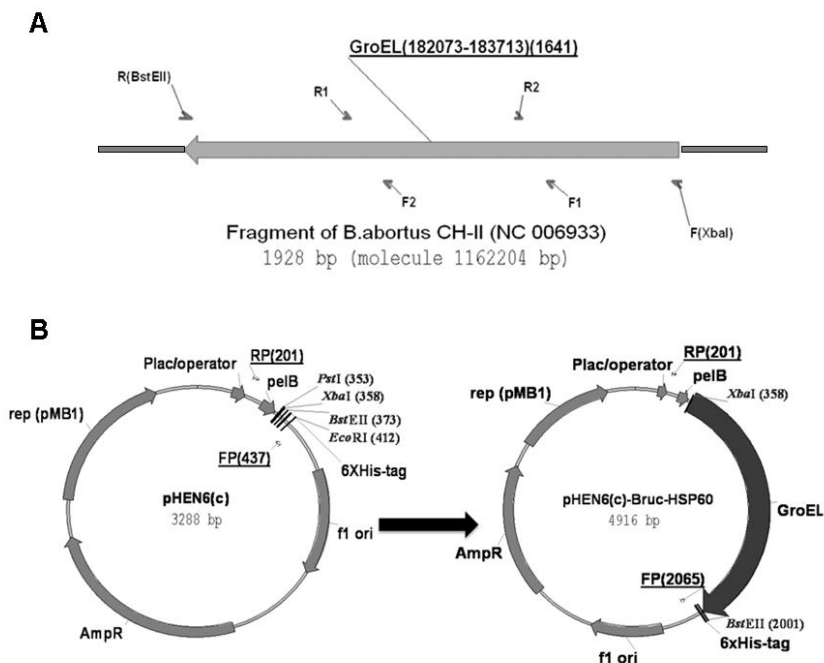 A
GroEL(182073-183713)(1641)
R(BstEII)
R1
R2
F2
F1
F(XbaI)
Fragment of B.abortus CH-II (NC 006933)
1928 bp (molecule 1162204 bp)
B
Plac/operator
RP(201)
pelB
PstI (353)
XbaI (358)
BstEII (373)
EcoRI (412)
6XHis-tag
rep (pMB1)
FP(437)
pHEN6(c)
3288 bp
f1 ori
AmpR
Plac/operator
RP(201)
pelB
XbaI (358)
rep (pMB1)
pHEN6(c)-Bruc-HSP60
4916 bp
GroEL
AmpR
FP(2065)
BstEII (2001)
6xHis-tag
f1 ori